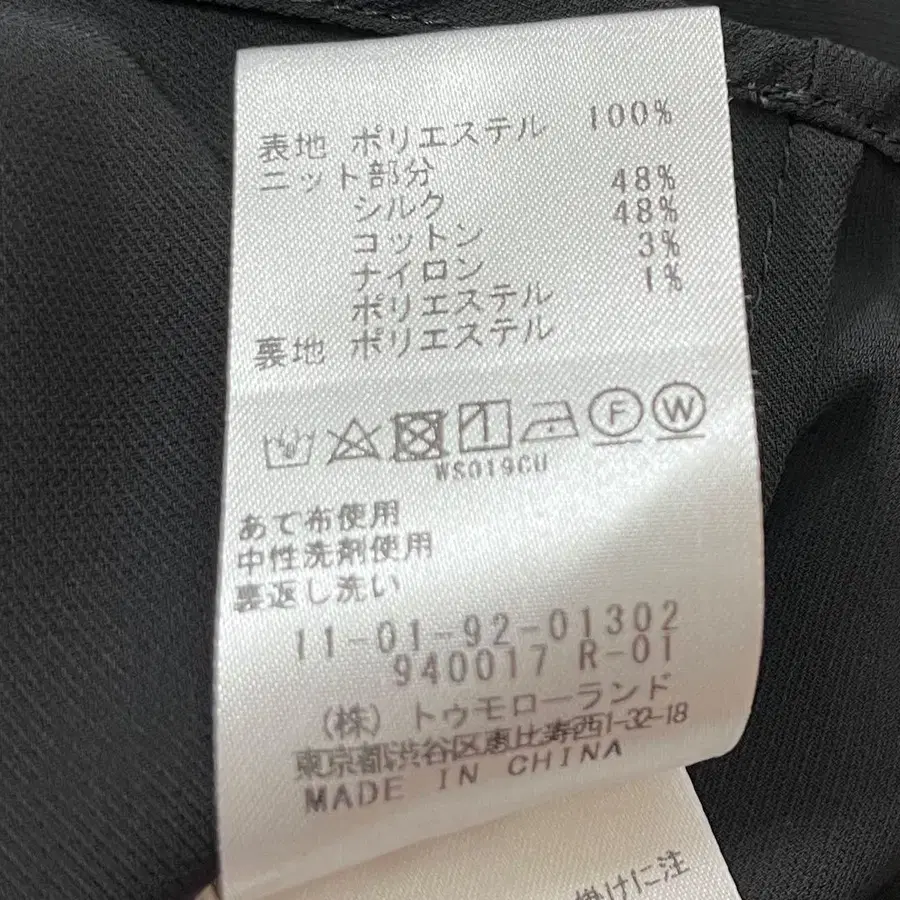 表地 ポリエステル 100%
ニット部分
シルク 48%
コットン 48%
ナイロン 3%
ポリエステル 1%
裏地 ポリエステル
F W
WS019CU
あて布使用
中性洗剤使用
裏返し洗い
11-01-92-01302
940017 R-01
(株) トゥモローランド
東京都渋谷区恵比寿西1-32-18
MADE IN CHINA
掛けに注